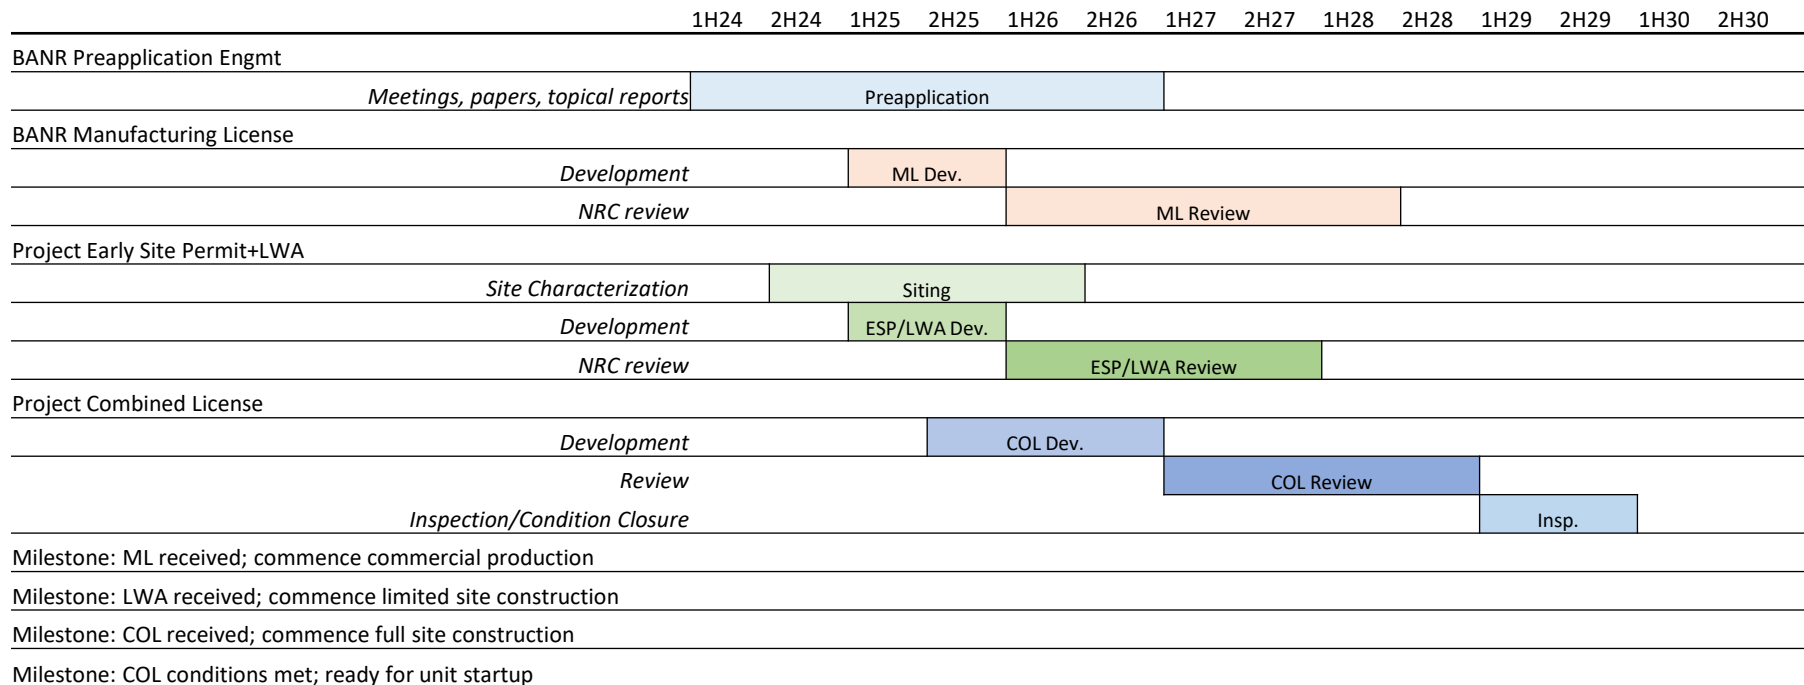 1H24 2H24 1H25 2H25 1H26 2H26 1H27 2H27 1H28 2H28 1H29 2H29 1H30 2H30
BANR Preapplication Engmt
Meetings, papers, topical reports Preapplication
BANR Manufacturing License
Development ML Dev.
NRC review ML Review
Project Early Site Permit+LWA
Site Characterization Siting
Development ESP/LWA Dev.
NRC review ESP/LWA Review
Project Combined License
Development COL Dev.
Review COL Review
Inspection/Condition Closure Insp.
Milestone: ML received; commence commercial production
Milestone: LWA received; commence limited site construction
Milestone: COL received; commence full site construction
Milestone: COL conditions met; ready for unit startup